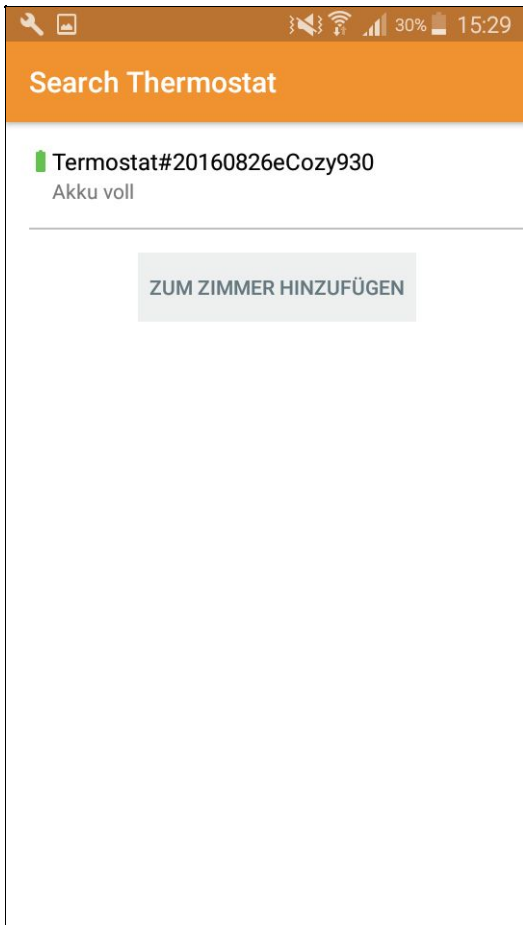 30% 15:29
Search Thermostat
Termostat#20160826eCozy930
Akku voll
ZUM ZIMMER HINZUFÜGEN